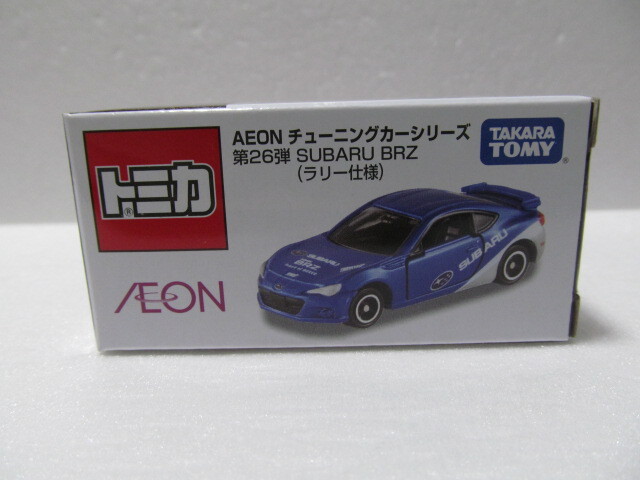 AEON チューニングカーシリーズ
第26弾 SUBARU BRZ
(ラリー仕様)
TAKARA
TOMY
トミカ
®
AEON
SUBARU
BRZ
SUBARU